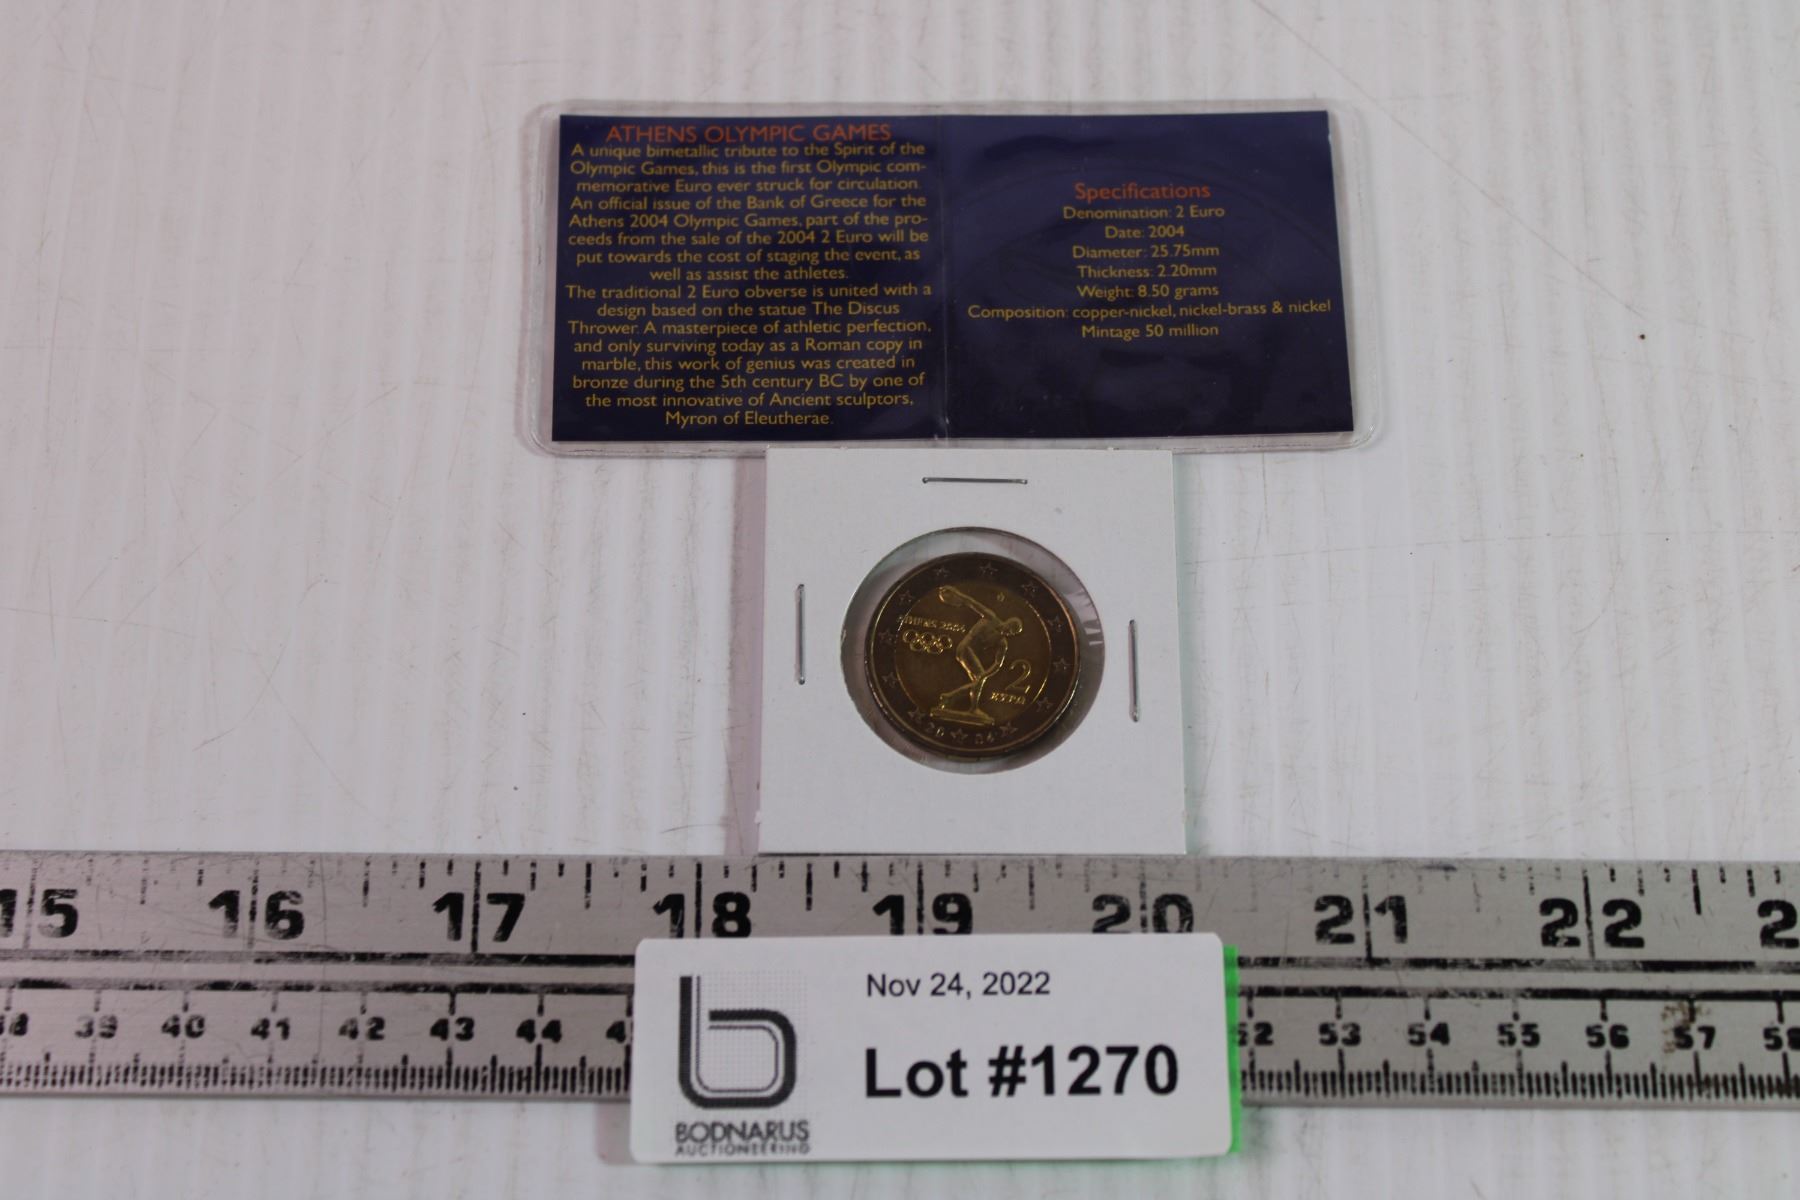 ATHENS OLYMPIC GAMES
A unique bimetallic tribute to the Spirit of the
Olympic Games, this is the first Olympic com-
memorative Euro ever struck for circulation.
An official issue of the Bank of Greece for the
Athens 2004 Olympic Games, part of the pro-
ceeds from the sale of the 2004 2 Euro will be
put towards the cost of staging the event, as
well as assist the athletes.
The traditional 2 Euro obverse is united with a
design based on the statue The Discus
Thrower. A masterpiece of athletic perfection,
and only surviving today as a Roman copy in
marble, this work of genius was created in
bronze during the 5th century BC by one of
the most innovative of Ancient sculptors,
Myron of Eleutherae.
Specifications
Denomination: 2 Euro
Date: 2004
Diameter: 25.75mm
Thickness: 2.20mm
Weight: 8.50 grams
Composition: copper-nickel, nickel-brass & nickel
Mintage 50 million
ATHENS 2004
2
ΕΥΡΩ
20 04
15 16 17 18 19 20 21 22
39 40 41 42 43 44 53 54 55 56 57 58
Nov 24, 2022
Lot #1270
BODNARUS
AUCTIONEERING